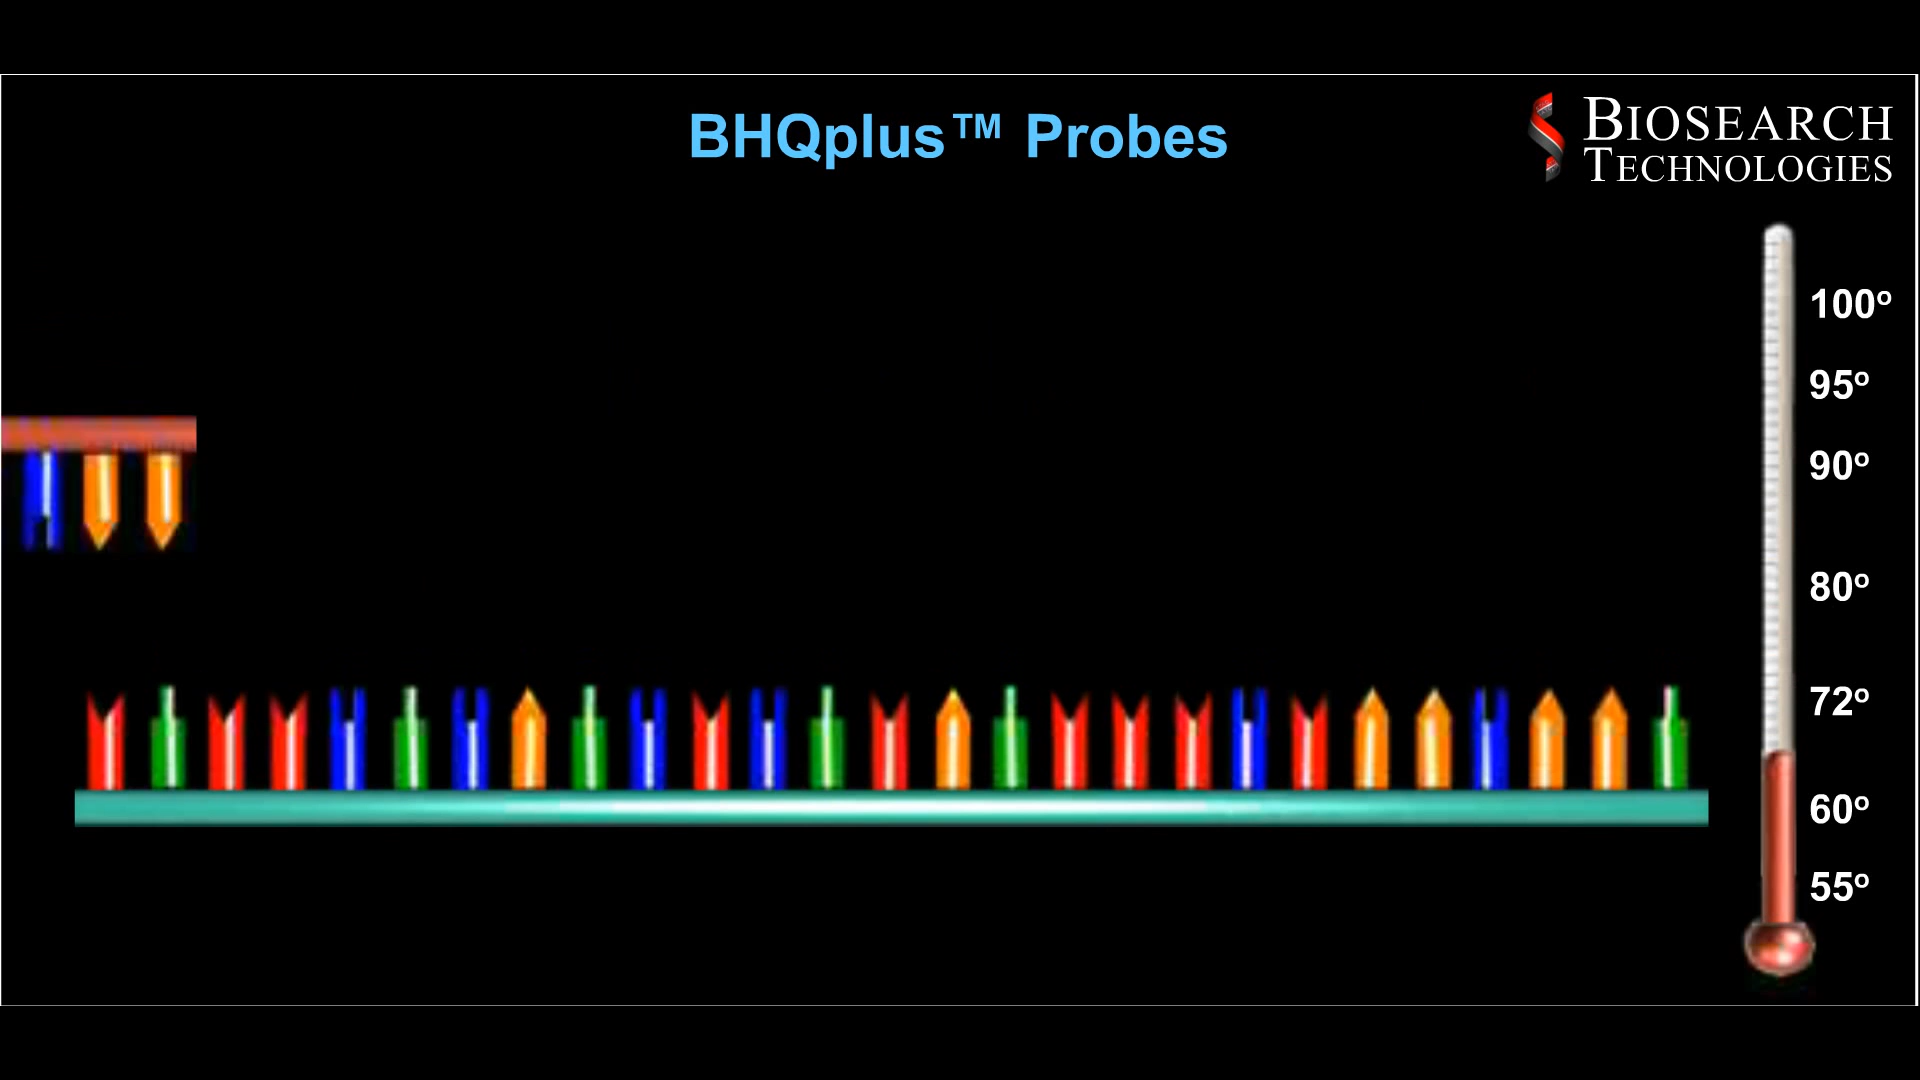 BHQplus™ Probes
BIOSEARCH
TECHNOLOGIES
100º
95º
90º
80º
72º
60º
55º